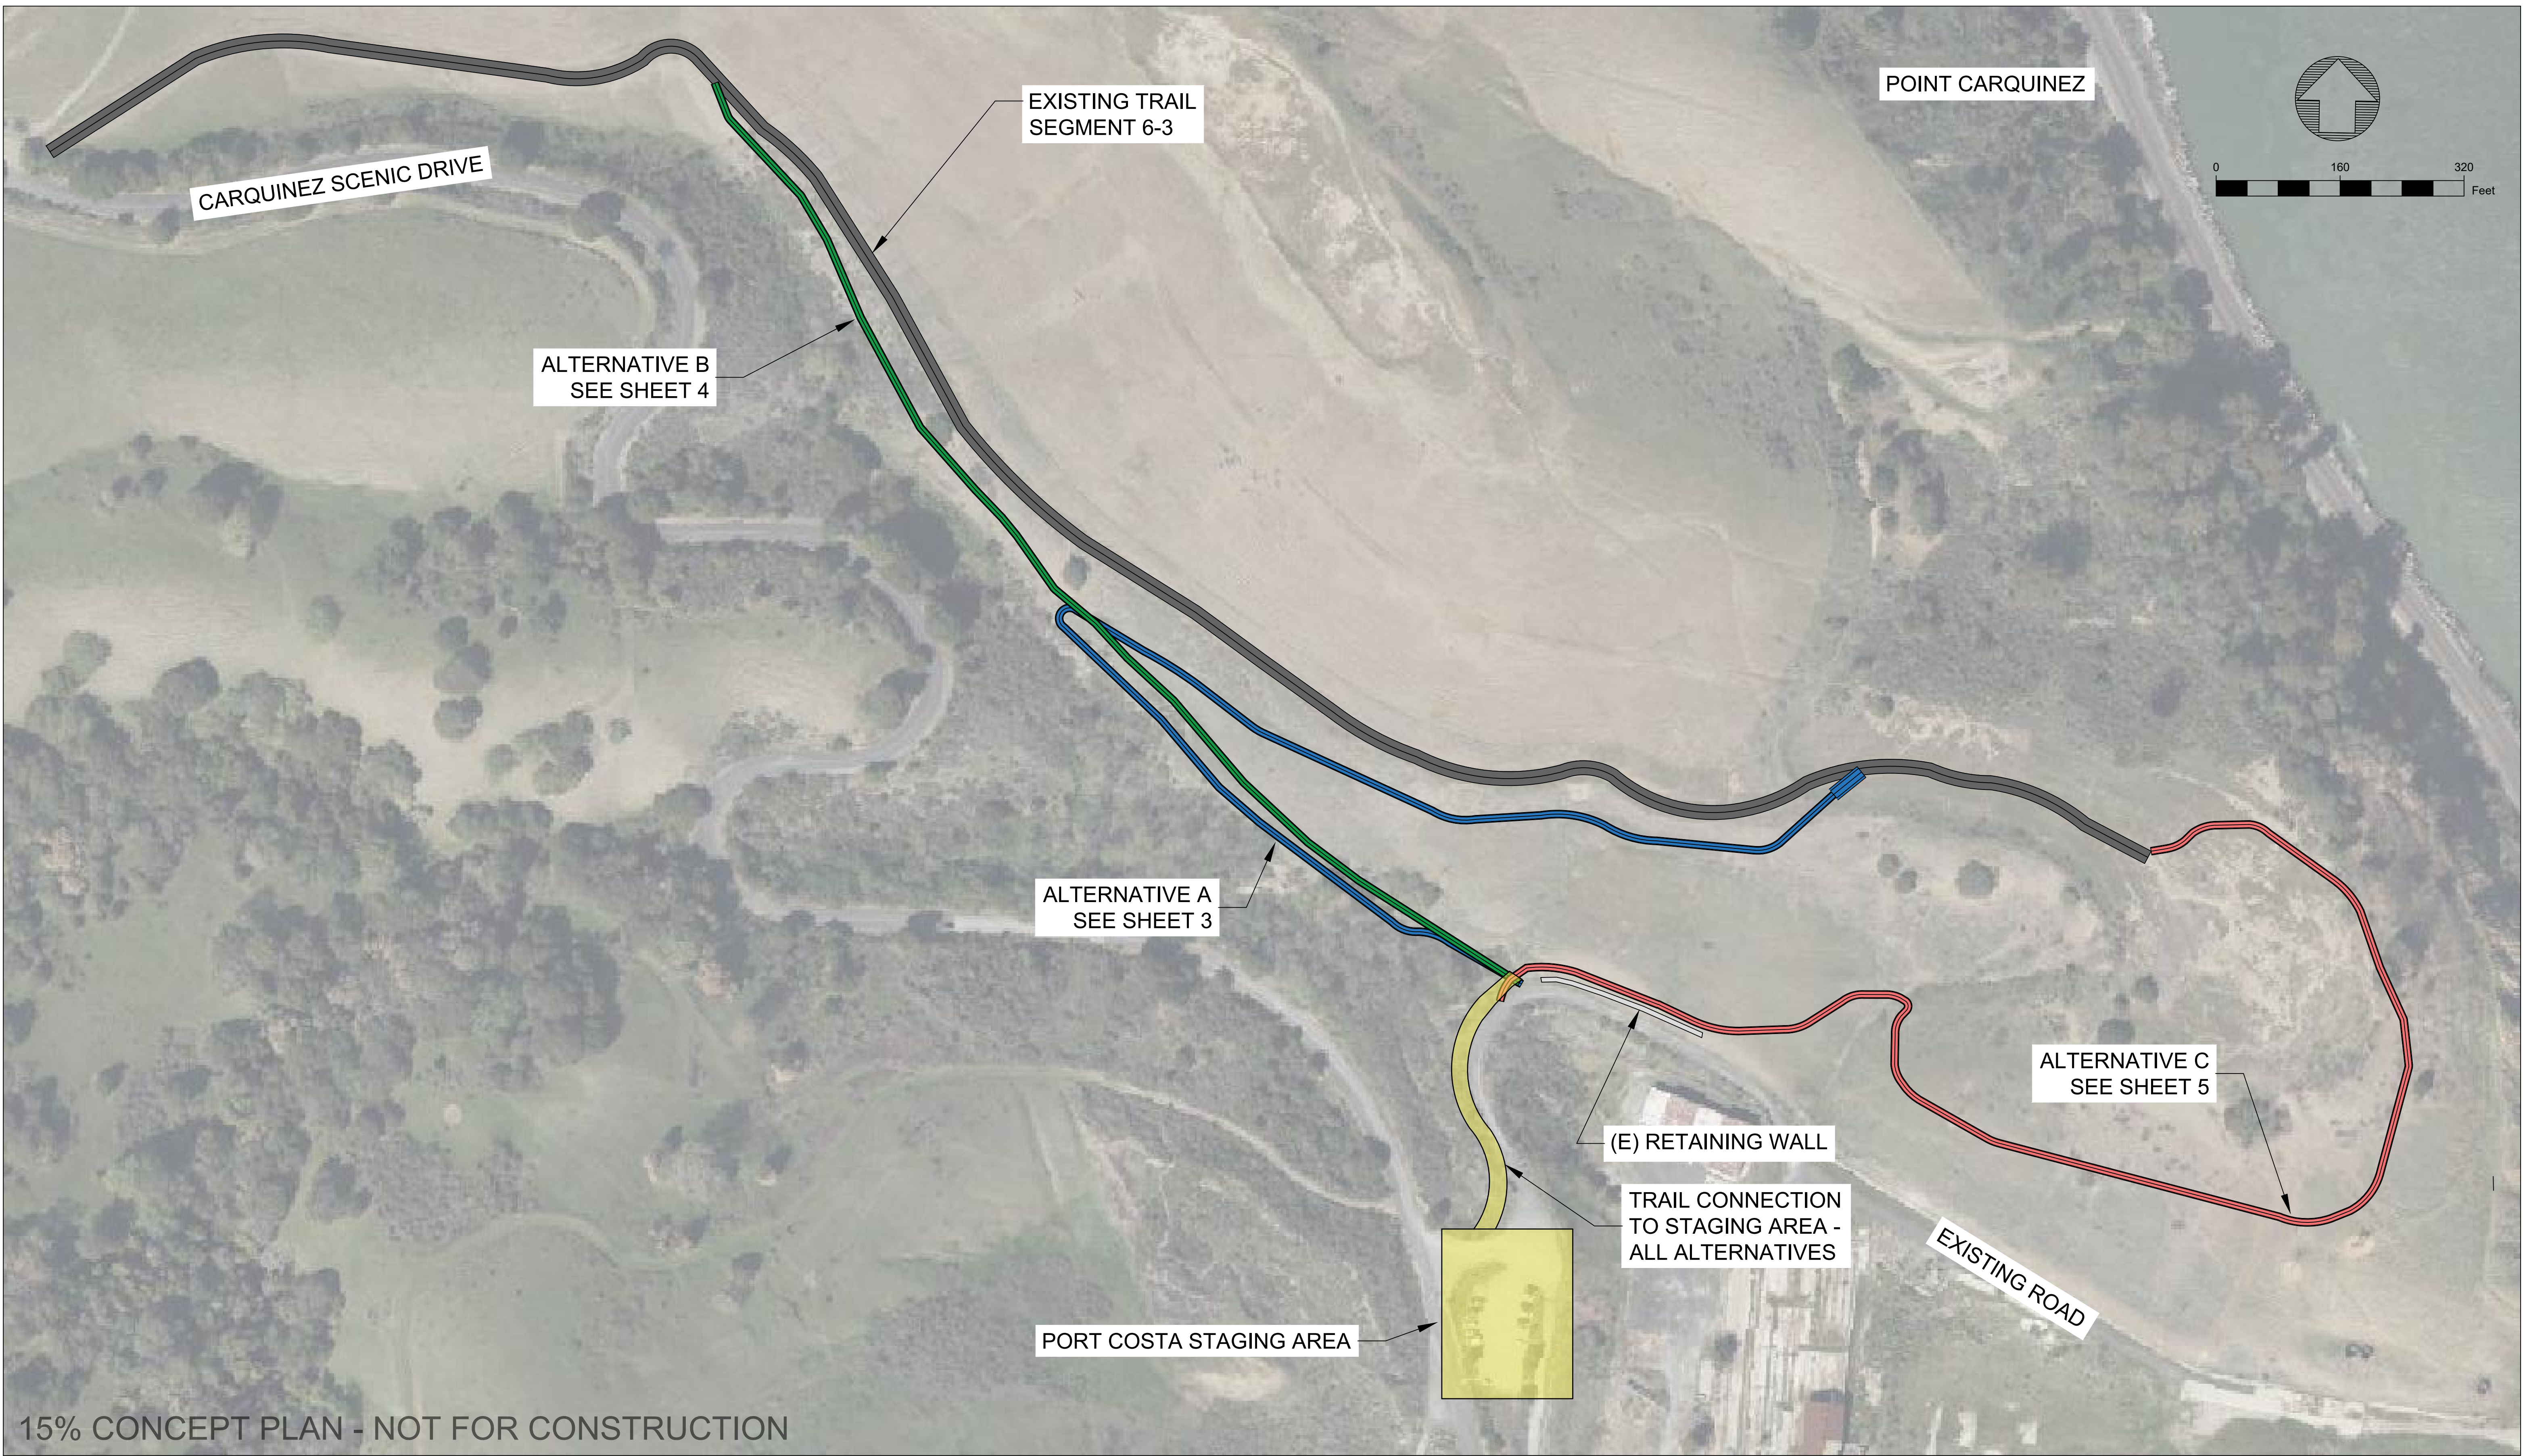 POINT CARQUINEZ
EXISTING TRAIL
SEGMENT 6-3
0 160 320
Feet
CARQUINEZ SCENIC DRIVE
ALTERNATIVE B
SEE SHEET 4
ALTERNATIVE A
SEE SHEET 3
ALTERNATIVE C
SEE SHEET 5
(E) RETAINING WALL
TRAIL CONNECTION
TO STAGING AREA -
ALL ALTERNATIVES
EXISTING ROAD
PORT COSTA STAGING AREA
15% CONCEPT PLAN - NOT FOR CONSTRUCTION